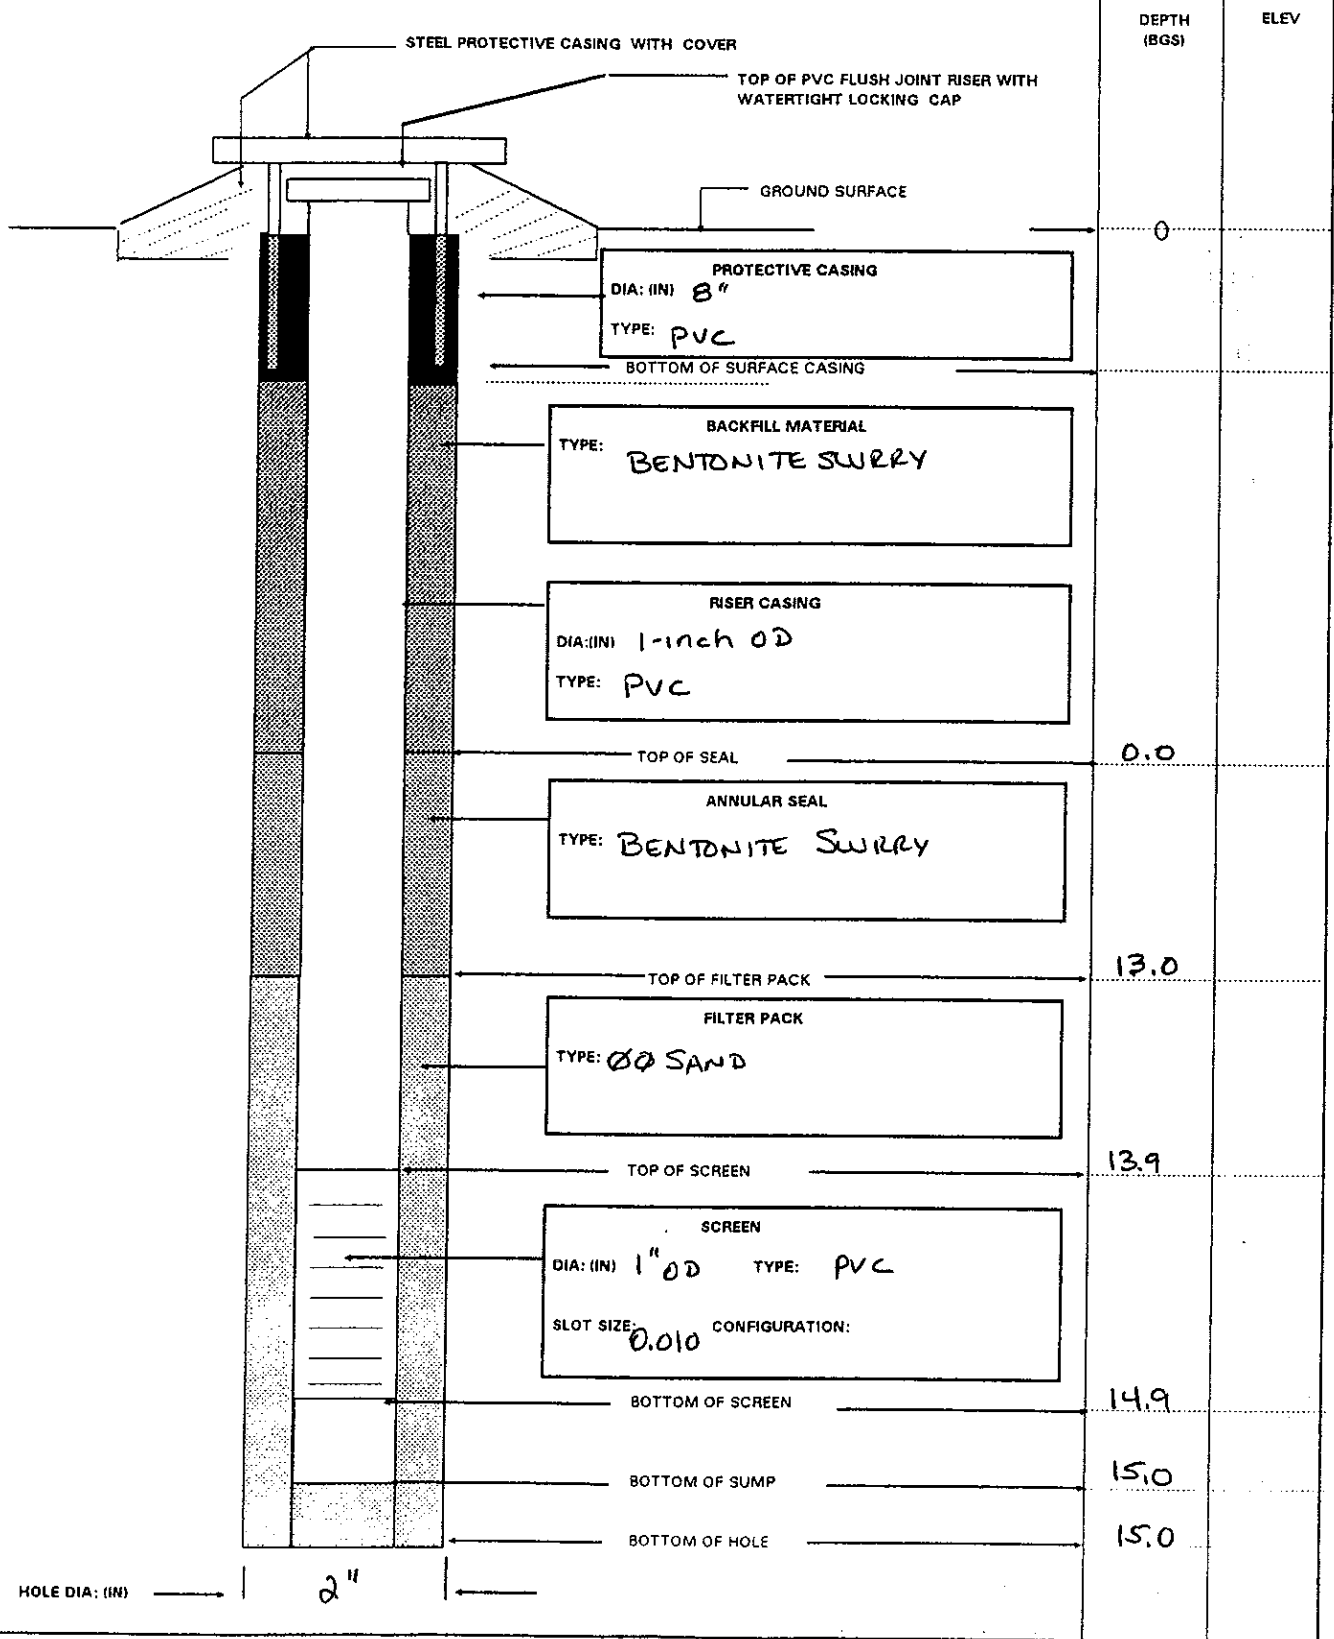 DEPTH (BGS)
ELEV
STEEL PROTECTIVE CASING WITH COVER
TOP OF PVC FLUSH JOINT RISER WITH
WATERTIGHT LOCKING CAP
GROUND SURFACE
0
PROTECTIVE CASING
DIA: (IN) 8"
TYPE: PVC
BOTTOM OF SURFACE CASING
BACKFILL MATERIAL
TYPE: BENTONITE SLURRY
RISER CASING
DIA:(IN) 1-inch OD
TYPE: PVC
TOP OF SEAL 0.0
ANNULAR SEAL
TYPE: BENTONITE SLURRY
TOP OF FILTER PACK 13.0
FILTER PACK
TYPE: 00 SAND
TOP OF SCREEN 13.9
SCREEN
DIA: (IN) 1" OD TYPE: PVC
SLOT SIZE: 0.010 CONFIGURATION:
BOTTOM OF SCREEN 14.9
BOTTOM OF SUMP 15.0
BOTTOM OF HOLE 15.0
HOLE DIA: (IN) 2"